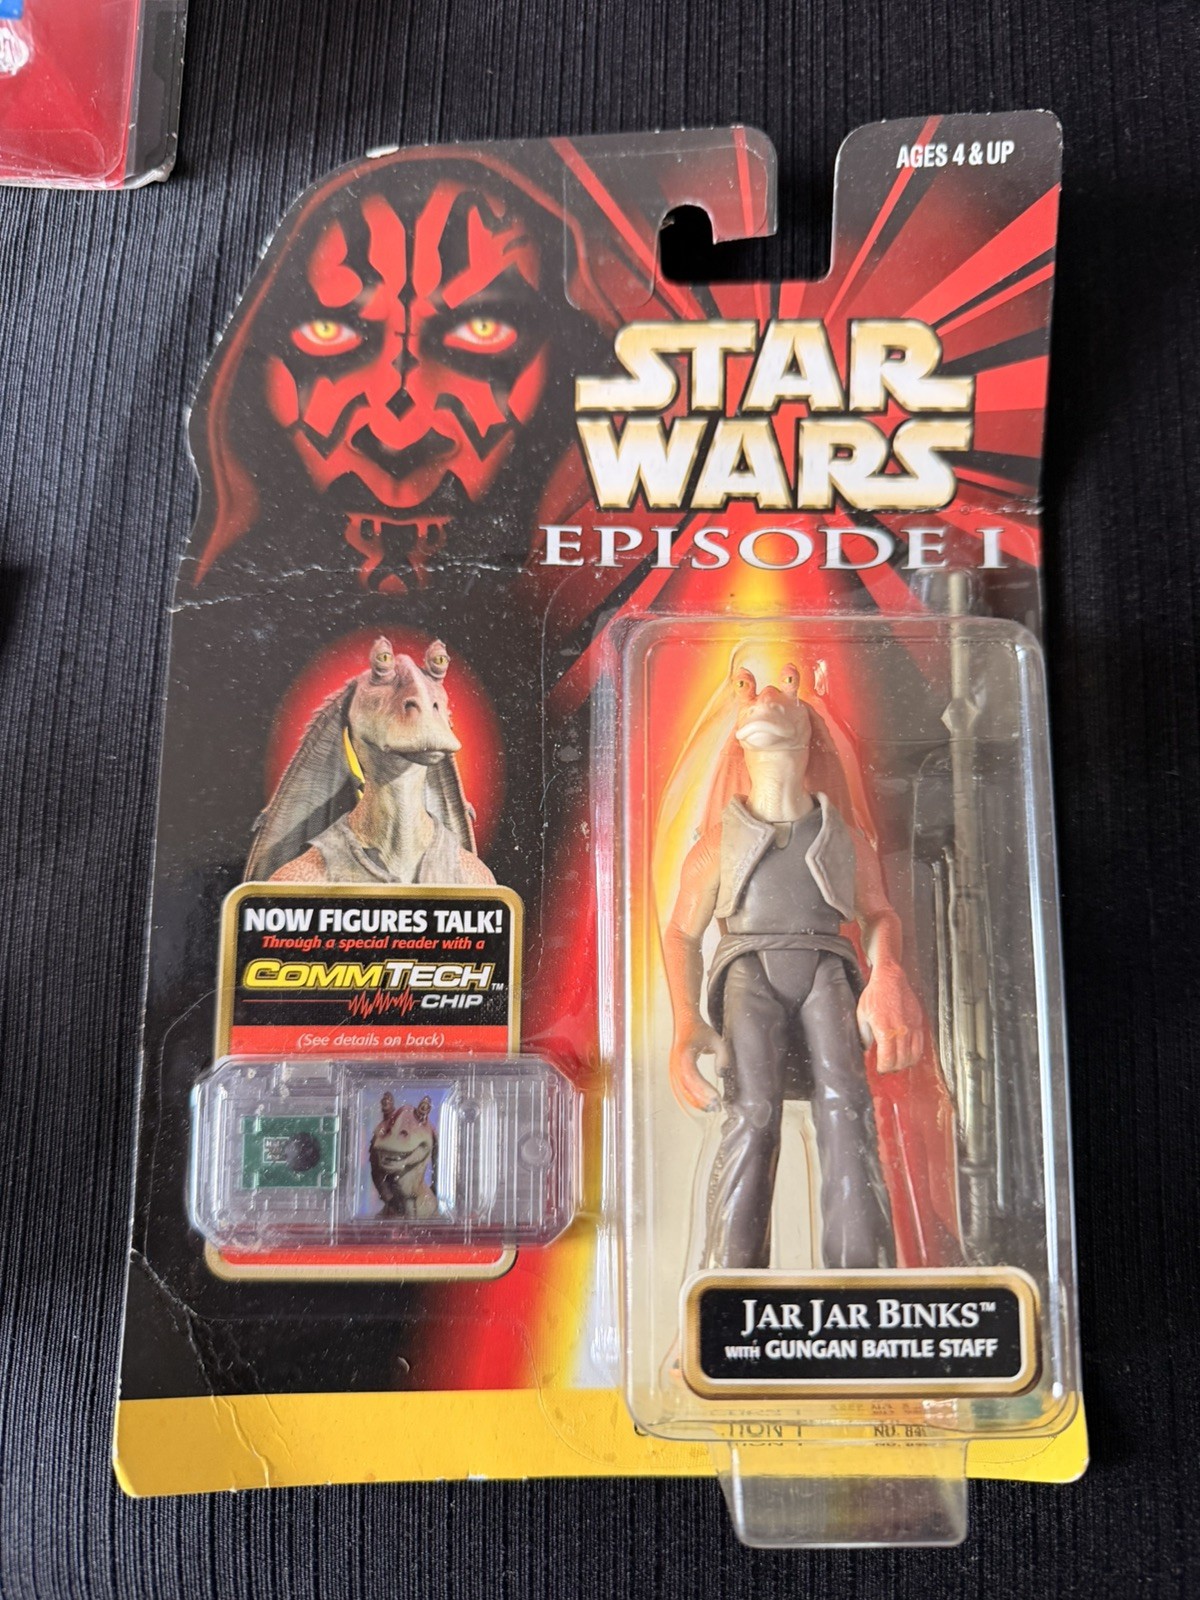 AGES 4 & UP
STAR
WARS
EPISODE I
NOW FIGURES TALK!
Through a special reader with a
COMMTECH™
CHIP
(See details on back)
JAR JAR BINKS™
WITH GUNGAN BATTLE STAFF